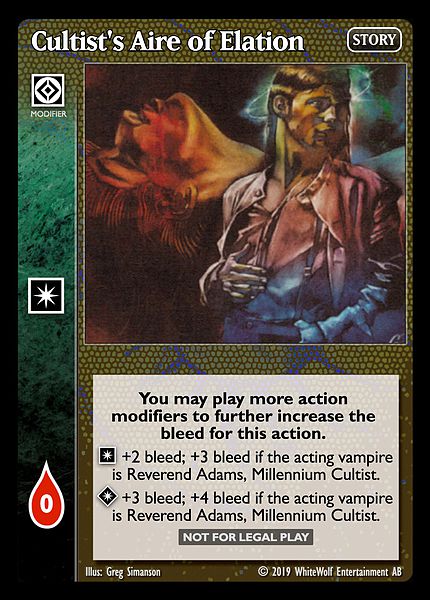 Cultist's Aire of Elation
STORY
MODIFIER
You may play more action
modifiers to further increase the
bleed for this action.
+2 bleed; +3 bleed if the acting vampire
is Reverend Adams, Millennium Cultist.
+3 bleed; +4 bleed if the acting vampire
is Reverend Adams, Millennium Cultist.
NOT FOR LEGAL PLAY
0
Illus: Greg Simanson
© 2019 WhiteWolf Entertainment AB